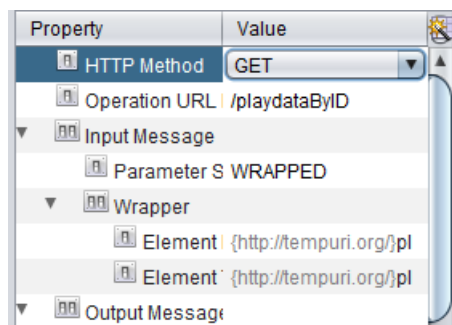 Property Value
HTTP Method GET
Operation URL /playdataByID
Input Message
Parameter S WRAPPED
Wrapper
Element {http://tempuri.org/}pl
Element {http://tempuri.org/}pl
Output Message